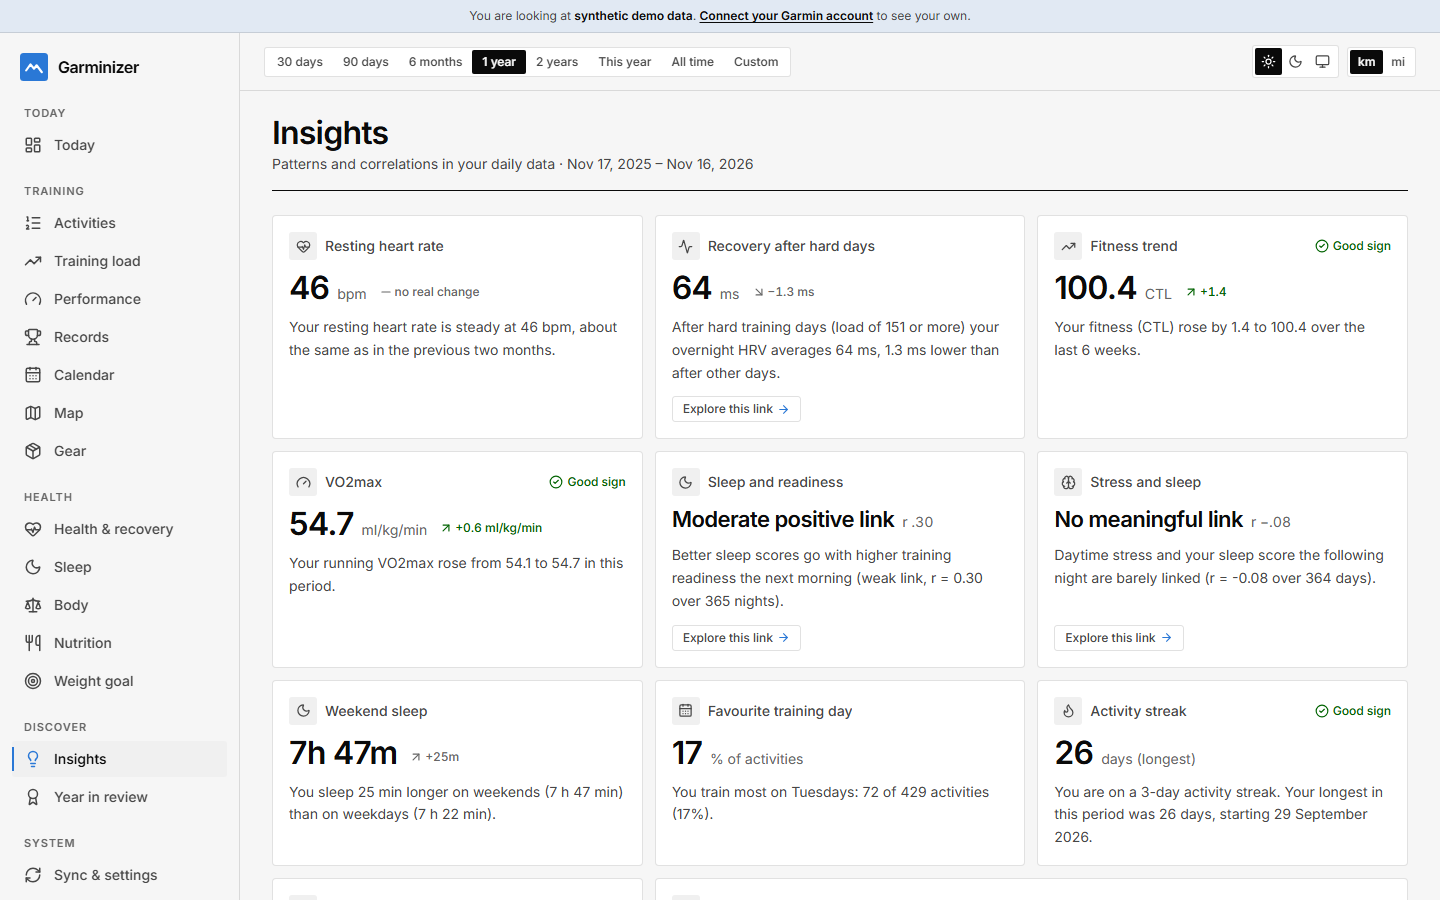 You are looking at synthetic demo data. Connect your Garmin account to see your own.
Garminizer
TODAY
Today
TRAINING
Activities
Training load
Performance
Records
Calendar
Map
Gear
HEALTH
Health & recovery
Sleep
Body
Nutrition
Weight goal
DISCOVER
Insights
Year in review
SYSTEM
Sync & settings
30 days 90 days 6 months 1 year 2 years This year All time Custom
km mi
Insights
Patterns and correlations in your daily data · Nov 17, 2025 – Nov 16, 2026
Resting heart rate
46 bpm — no real change
Your resting heart rate is steady at 46 bpm, about
the same as in the previous two months.
Recovery after hard days
64 ms ↘ −1.3 ms
After hard training days (load of 151 or more) your
overnight HRV averages 64 ms, 1.3 ms lower than
after other days.
Explore this link →
Fitness trend Good sign
100.4 CTL ↗ +1.4
Your fitness (CTL) rose by 1.4 to 100.4 over the
last 6 weeks.
VO2max Good sign
54.7 ml/kg/min ↗ +0.6 ml/kg/min
Your running VO2max rose from 54.1 to 54.7 in this
period.
Sleep and readiness
Moderate positive link r .30
Better sleep scores go with higher training
readiness the next morning (weak link, r = 0.30
over 365 nights).
Explore this link →
Stress and sleep
No meaningful link r −.08
Daytime stress and your sleep score the following
night are barely linked (r = -0.08 over 364 days).
Explore this link →
Weekend sleep
7h 47m ↗ +25m
You sleep 25 min longer on weekends (7 h 47 min)
than on weekdays (7 h 22 min).
Favourite training day
17 % of activities
You train most on Tuesdays: 72 of 429 activities
(17%).
Activity streak Good sign
26 days (longest)
You are on a 3-day activity streak. Your longest in
this period was 26 days, starting 29 September
2026.